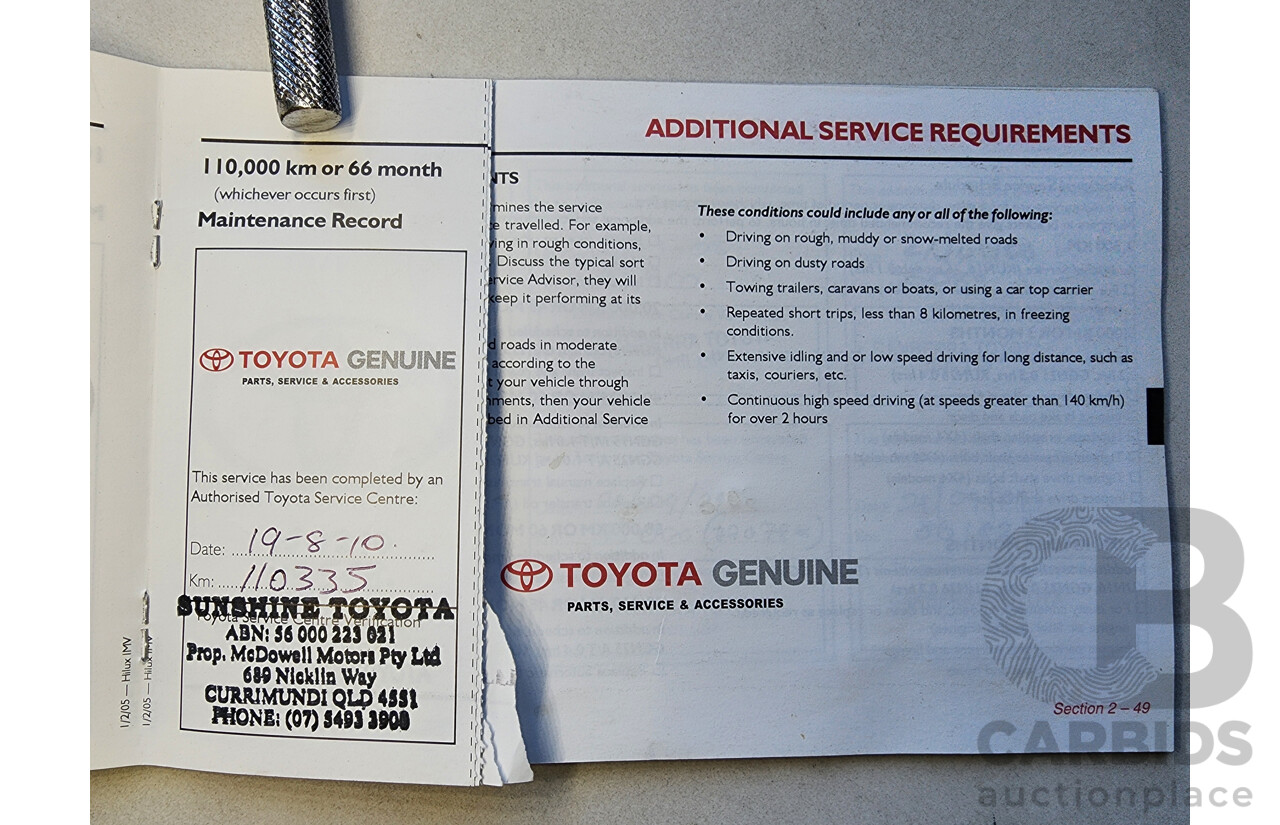 110,000 km or 66 month
(whichever occurs first)
Maintenance Record
TOYOTA GENUINE
PARTS, SERVICE & ACCESSORIES
This service has been completed by an
Authorised Toyota Service Centre:
Date: 19-8-10.
Km: 110335
Toyota Service Centre Verification
SUNSHINE TOYOTA
ABN: 56 000 223 021
Prop. McDowell Motors Pty Ltd
689 Nicklin Way
CURRIMUNDI QLD 4551
PHONE: (07) 5493 3900
1/2/05 — Hilux IMV
1/2/05 — Hilux IMV
ADDITIONAL SERVICE REQUIREMENTS
NTS
mines the service
e travelled. For example,
ving in rough conditions,
. Discuss the typical sort
ervice Advisor, they will
keep it performing at its
d roads in moderate
according to the
t your vehicle through
ments, then your vehicle
bed in Additional Service
These conditions could include any or all of the following:
• Driving on rough, muddy or snow-melted roads
• Driving on dusty roads
• Towing trailers, caravans or boats, or using a car top carrier
• Repeated short trips, less than 8 kilometres, in freezing
conditions.
• Extensive idling and or low speed driving for long distance, such as
taxis, couriers, etc.
• Continuous high speed driving (at speeds greater than 140 km/h)
for over 2 hours
TOYOTA GENUINE
PARTS, SERVICE & ACCESSORIES
Section 2 – 49
CB
CARBIDS
auctionplace